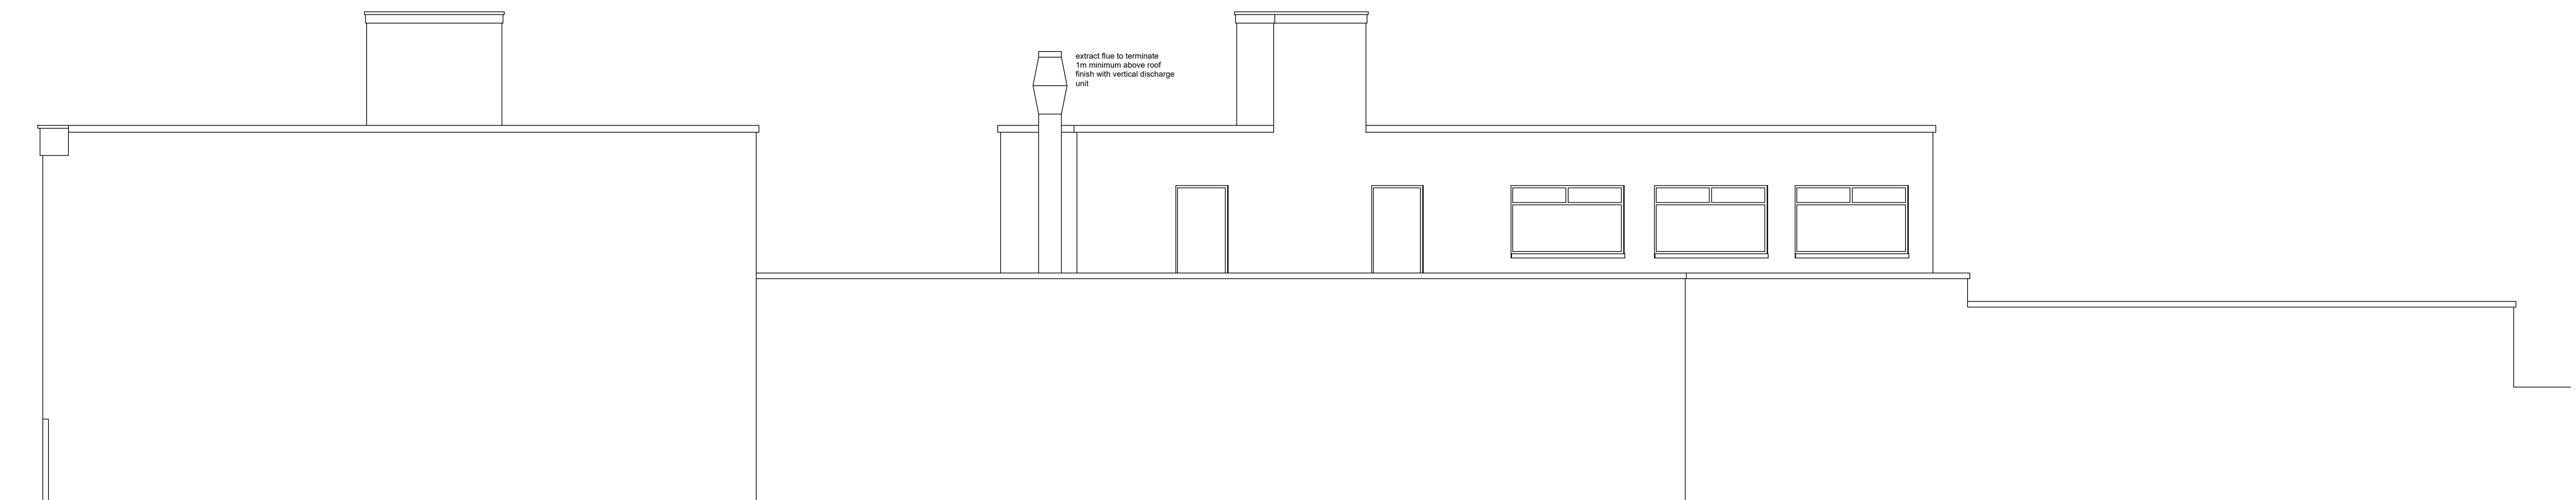 extract flue to terminate
1m minimum above roof
finish with vertical discharge
unit